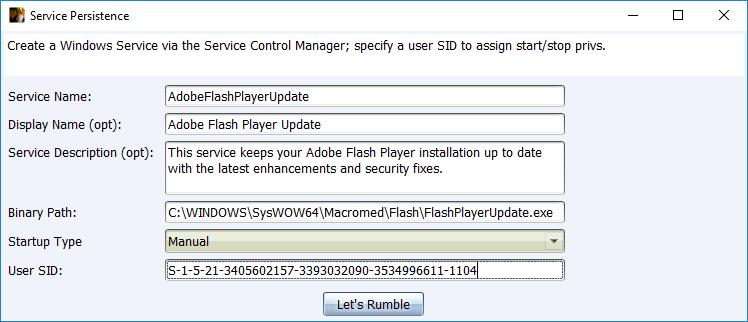 Service Persistence
Create a Windows Service via the Service Control Manager; specify a user SID to assign start/stop privs.
Service Name: AdobeFlashPlayerUpdate
Display Name (opt): Adobe Flash Player Update
Service Description (opt): This service keeps your Adobe Flash Player installation up to date
with the latest enhancements and security fixes.
Binary Path: C:\WINDOWS\SysWOW64\Macromed\Flash\FlashPlayerUpdate.exe
Startup Type Manual
User SID: S-1-5-21-3405602157-3393032090-3534996611-1104
Let's Rumble